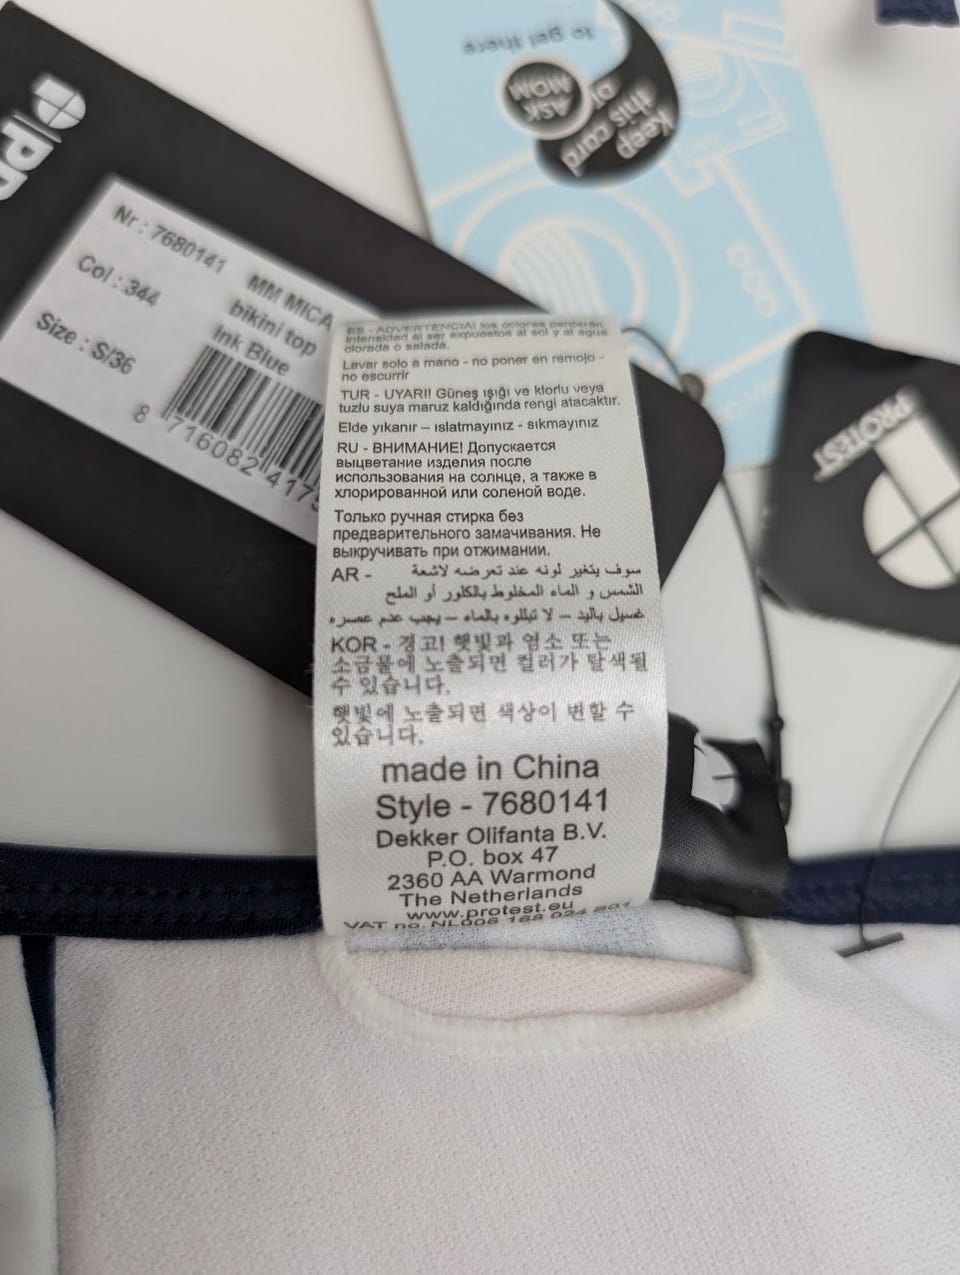 to get there
ASK
MOM
keep
this card
Nr : 7680141 MM MICA
Col : 344 bikini top
Size : S/36 Ink Blue
8 716082 417
PROTEST
ES - ADVERTENCIA! los colores perderán
intensidad al ser expuestos al sol y al agua
clorada o salada.
Lavar solo a mano - no poner en remojo -
no escurrir
TUR - UYARI! Güneş ışığı ve klorlu veya
tuzlu suya maruz kaldığında rengi atacaktır.
Elde yıkanır – ıslatmayınız - sıkmayınız
RU - ВНИМАНИЕ! Допускается
выцветание изделия после
использования на солнце, а также в
хлорированной или соленой воде.
Только ручная стирка без
предварительного замачивания. Не
выкручивать при отжимании.
AR - سوف يتغير لونه عند تعرضه لاشعة
الشمس و الماء المخلوط بالكلور أو الملح
غسيل باليد – لا تبللوه بالماء – يجب عدم عصره
KOR - 경고! 햇빛과 염소 또는
소금물에 노출되면 컬러가 탈색될
수 있습니다.
햇빛에 노출되면 색상이 변할 수
있습니다.
made in China
Style - 7680141
Dekker Olifanta B.V.
P.O. box 47
2360 AA Warmond
The Netherlands
www.protest.eu
VAT no. NL006 168 024 B01